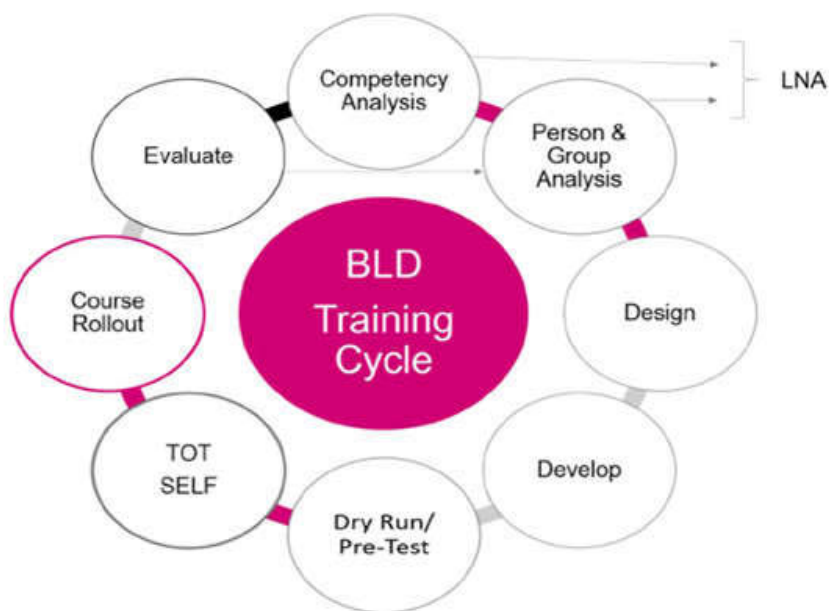 Competency
Analysis
LNA
Person &
Group
Analysis
Evaluate
BLD
Training
Cycle
Course
Rollout
Design
TOT
SELF
Develop
Dry Run/
Pre-Test